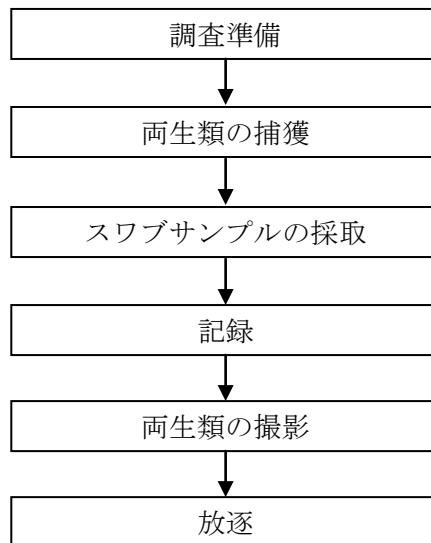 調査準備
両生類の捕獲
スワブサンプルの採取
記録
両生類の撮影
放逐